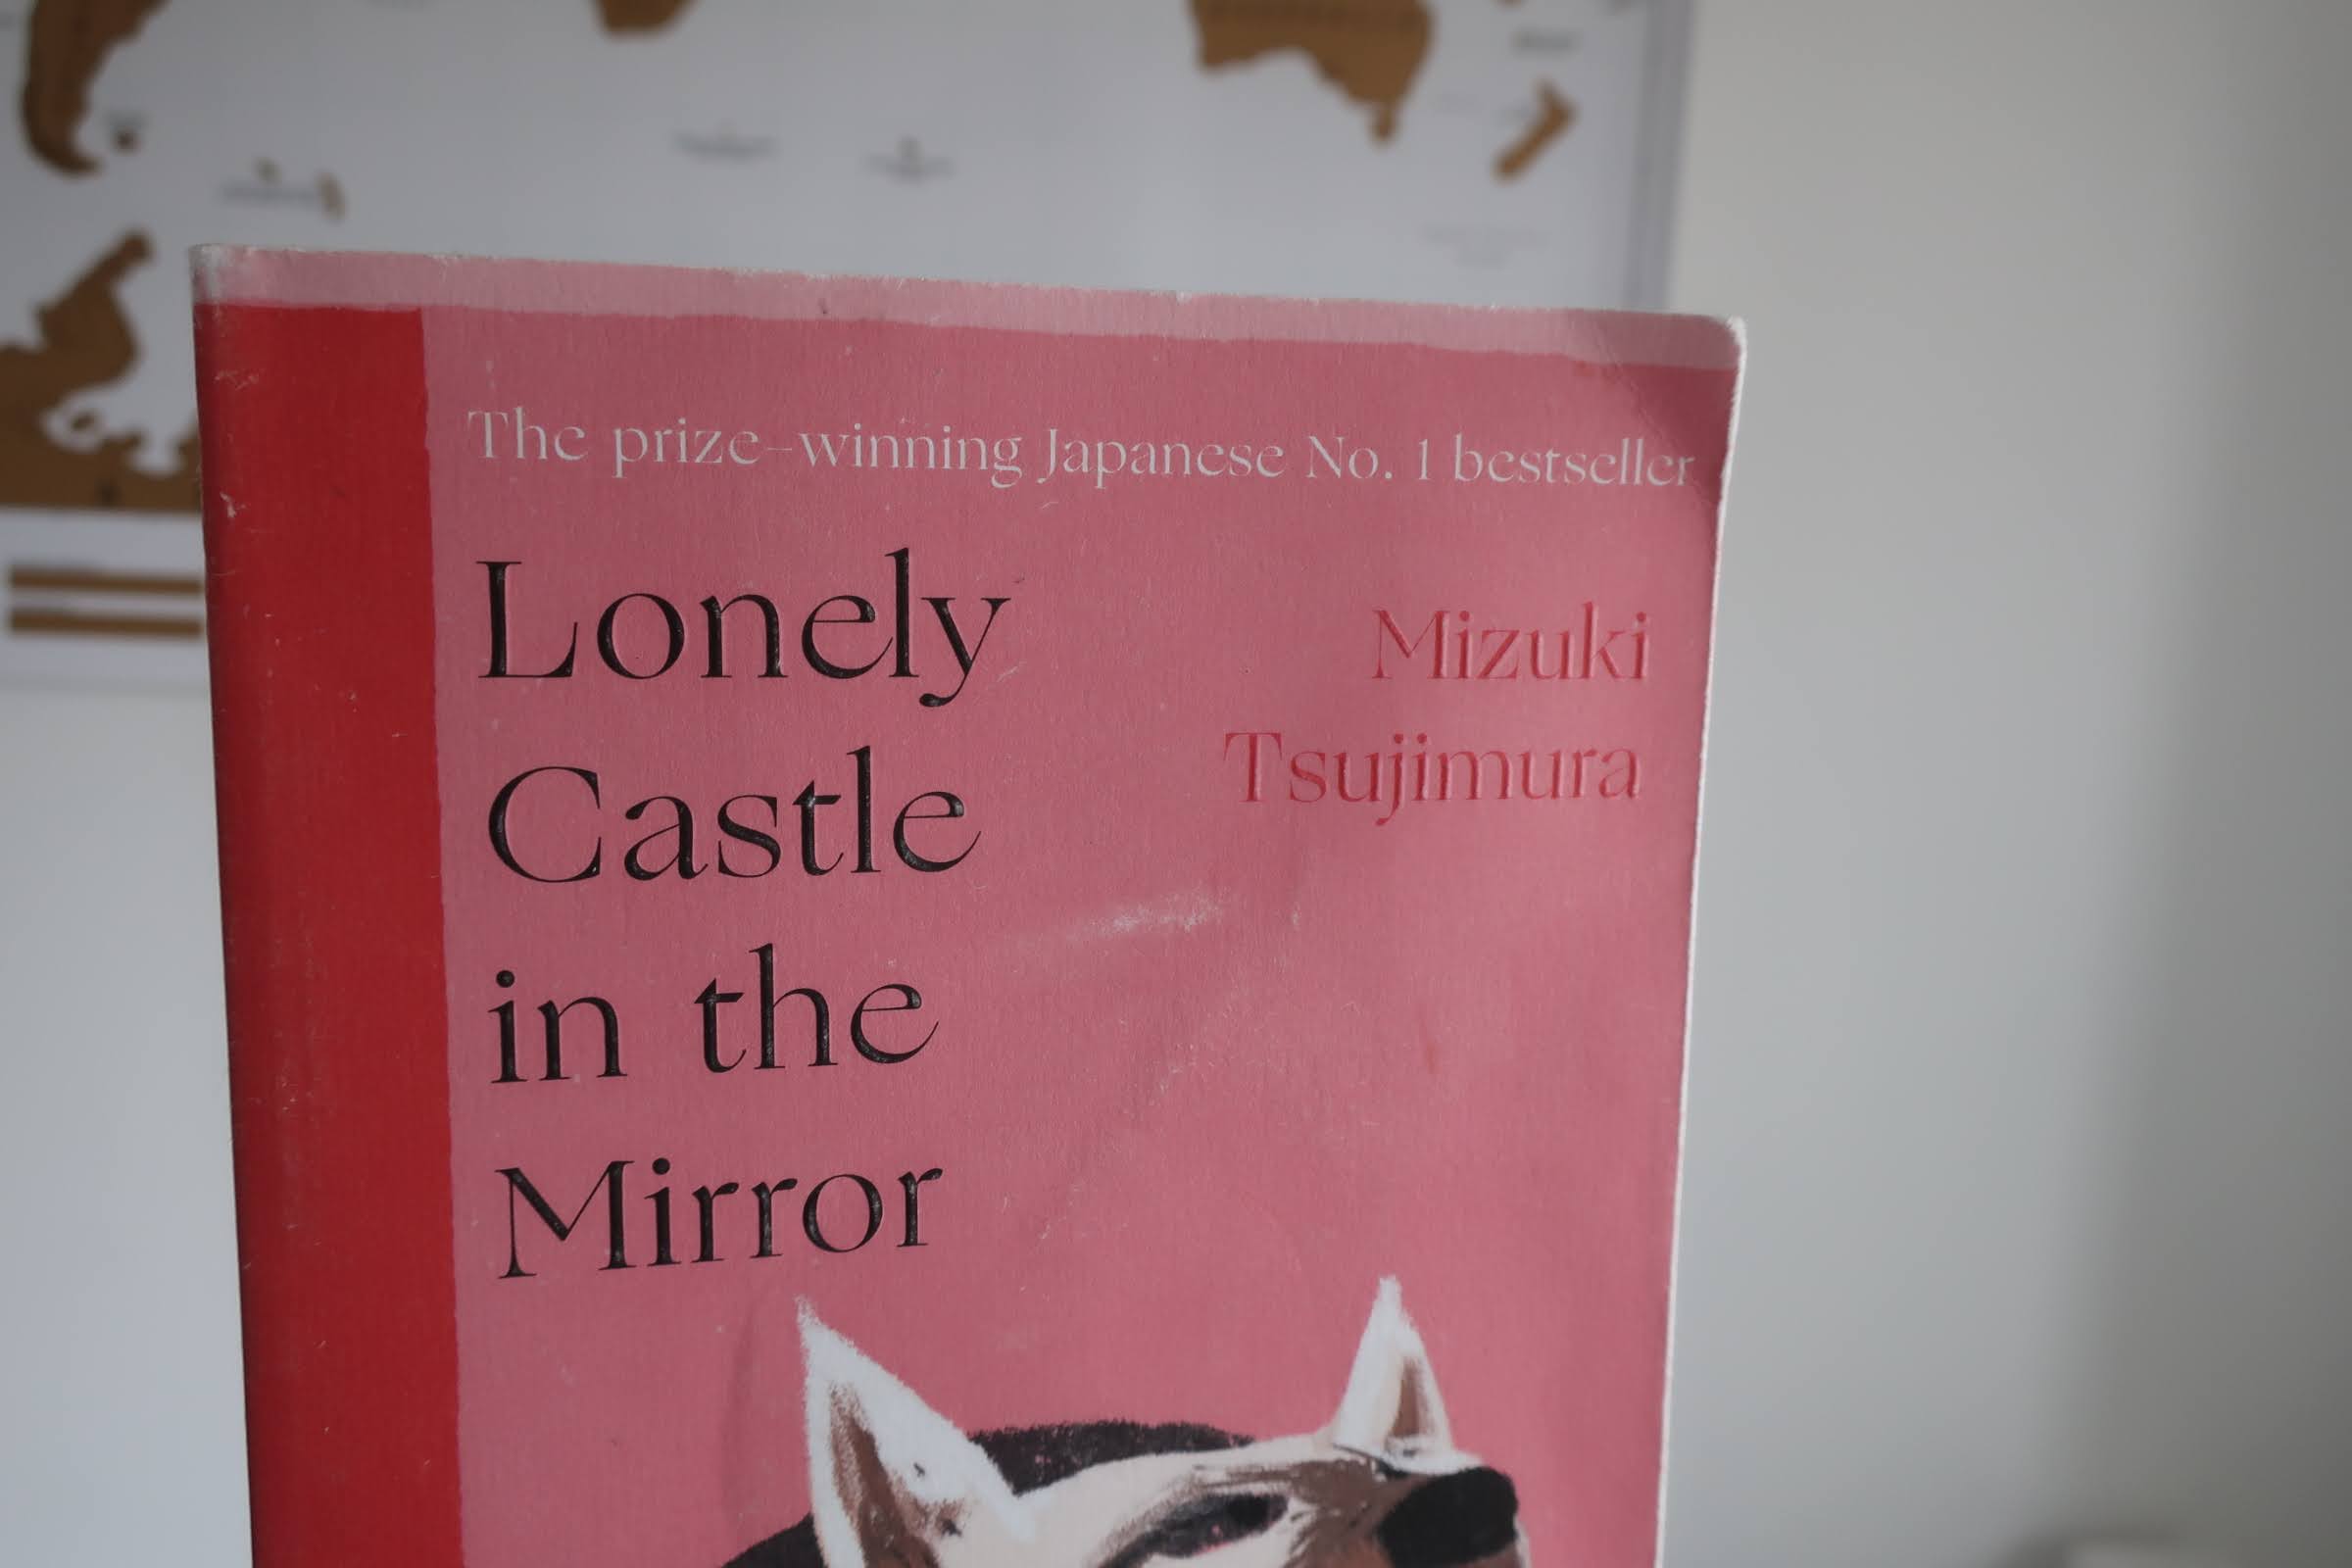 The prize-winning Japanese No. 1 bestseller
Lonely
Castle
in the
Mirror
Mizuki
Tsujimura